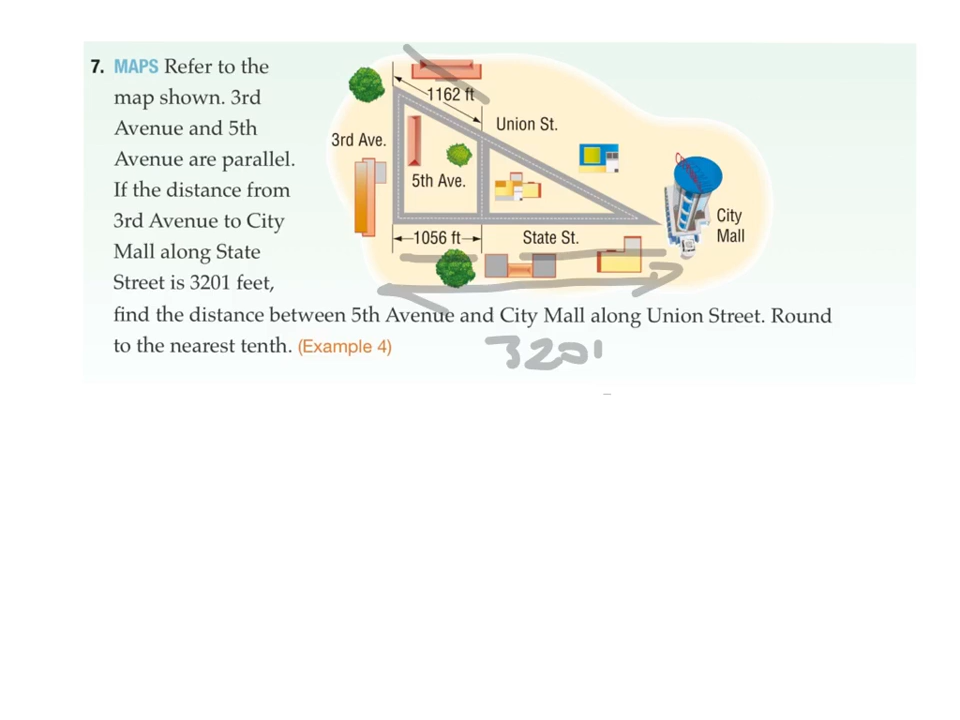 7. MAPS Refer to the
map shown. 3rd
Avenue and 5th
Avenue are parallel.
If the distance from
3rd Avenue to City
Mall along State
Street is 3201 feet,
find the distance between 5th Avenue and City Mall along Union Street. Round
to the nearest tenth. (Example 4)
1162 ft
Union St.
3rd Ave.
5th Ave.
City
Mall
1056 ft
State St.
3201